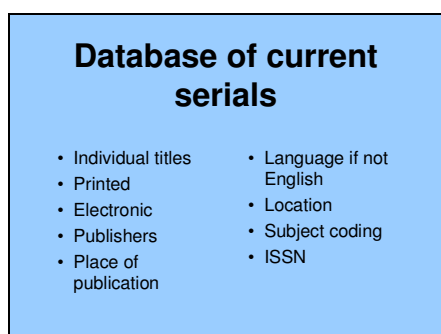 Database of current
serials
• Individual titles
• Printed
• Electronic
• Publishers
• Place of
publication
• Language if not
English
• Location
• Subject coding
• ISSN